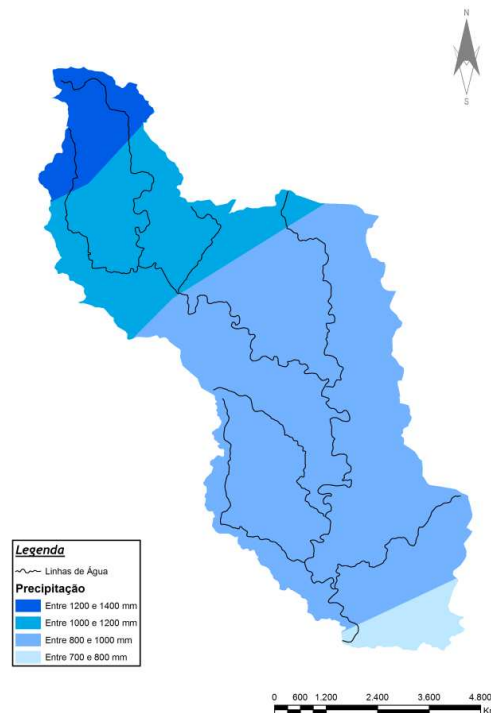 N
S
Legenda
Linhas de Água
Precipitação
Entre 1200 e 1400 mm
Entre 1000 e 1200 mm
Entre 800 e 1000 mm
Entre 700 e 800 mm
0 600 1.200 2.400 3.600 4.800